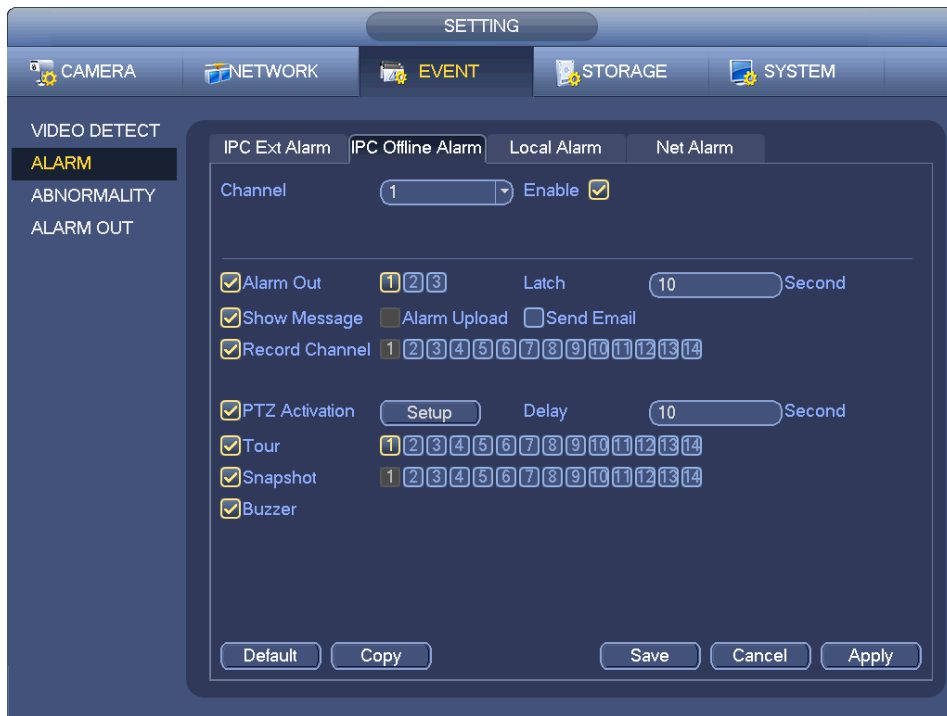 SETTING
CAMERA NETWORK EVENT STORAGE SYSTEM
VIDEO DETECT
ALARM
ABNORMALITY
ALARM OUT
IPC Ext Alarm IPC Offline Alarm Local Alarm Net Alarm
Channel 1 Enable
Alarm Out 1 2 3 Latch 10 Second
Show Message Alarm Upload Send Email
Record Channel 1 2 3 4 5 6 7 8 9 10 11 12 13 14
PTZ Activation Setup Delay 10 Second
Tour 1 2 3 4 5 6 7 8 9 10 11 12 13 14
Snapshot 1 2 3 4 5 6 7 8 9 10 11 12 13 14
Buzzer
Default Copy Save Cancel Apply